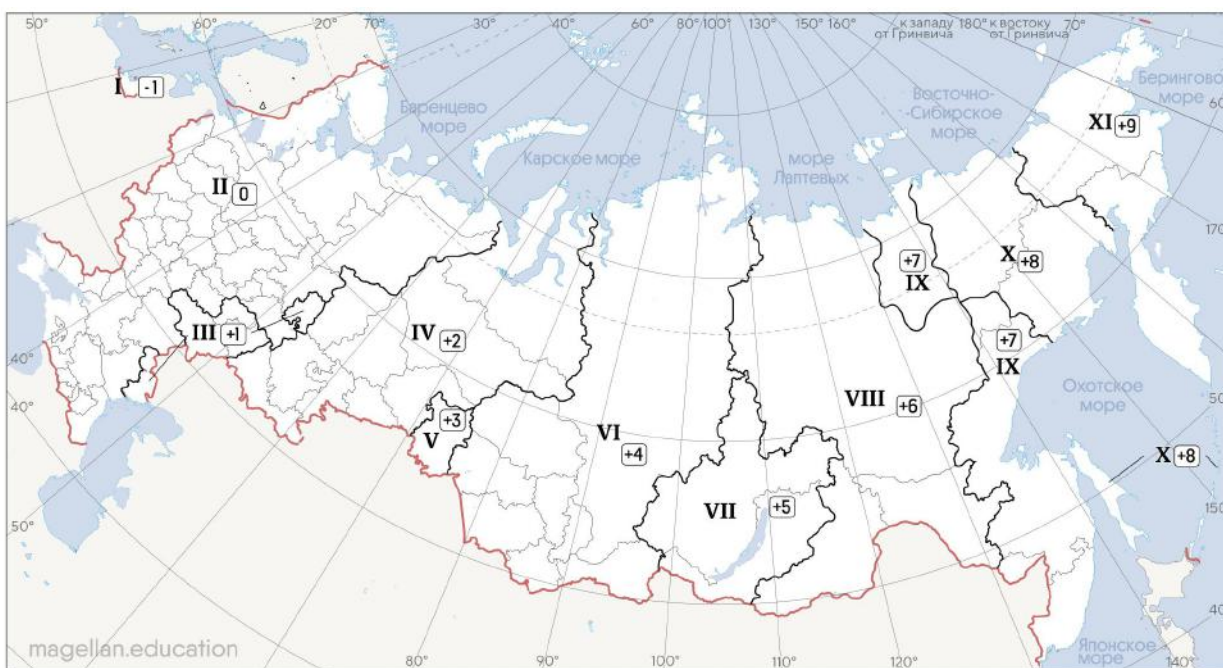 50° 60° 20° 70° 30° 40° 60° 80° 100° 130° 150° 160° к западу 180° к востоку 70°
от Гринвича от Гринвича
I -1
Баренцево
море
Карское море
море
Лаптевых
Восточно-
-Сибирское
море
Берингово
море
60°
XI +9
II 0
170°
+7
IX
X +8
III +1
IV +2
+7
IX
40°
40°
Охотское
море
50°
V +3
VI +4
VIII +6
X +8
VII +5
50°
150°
40°
magellan.education
80° 90° 100° 110° 120° 140°
Японское
море